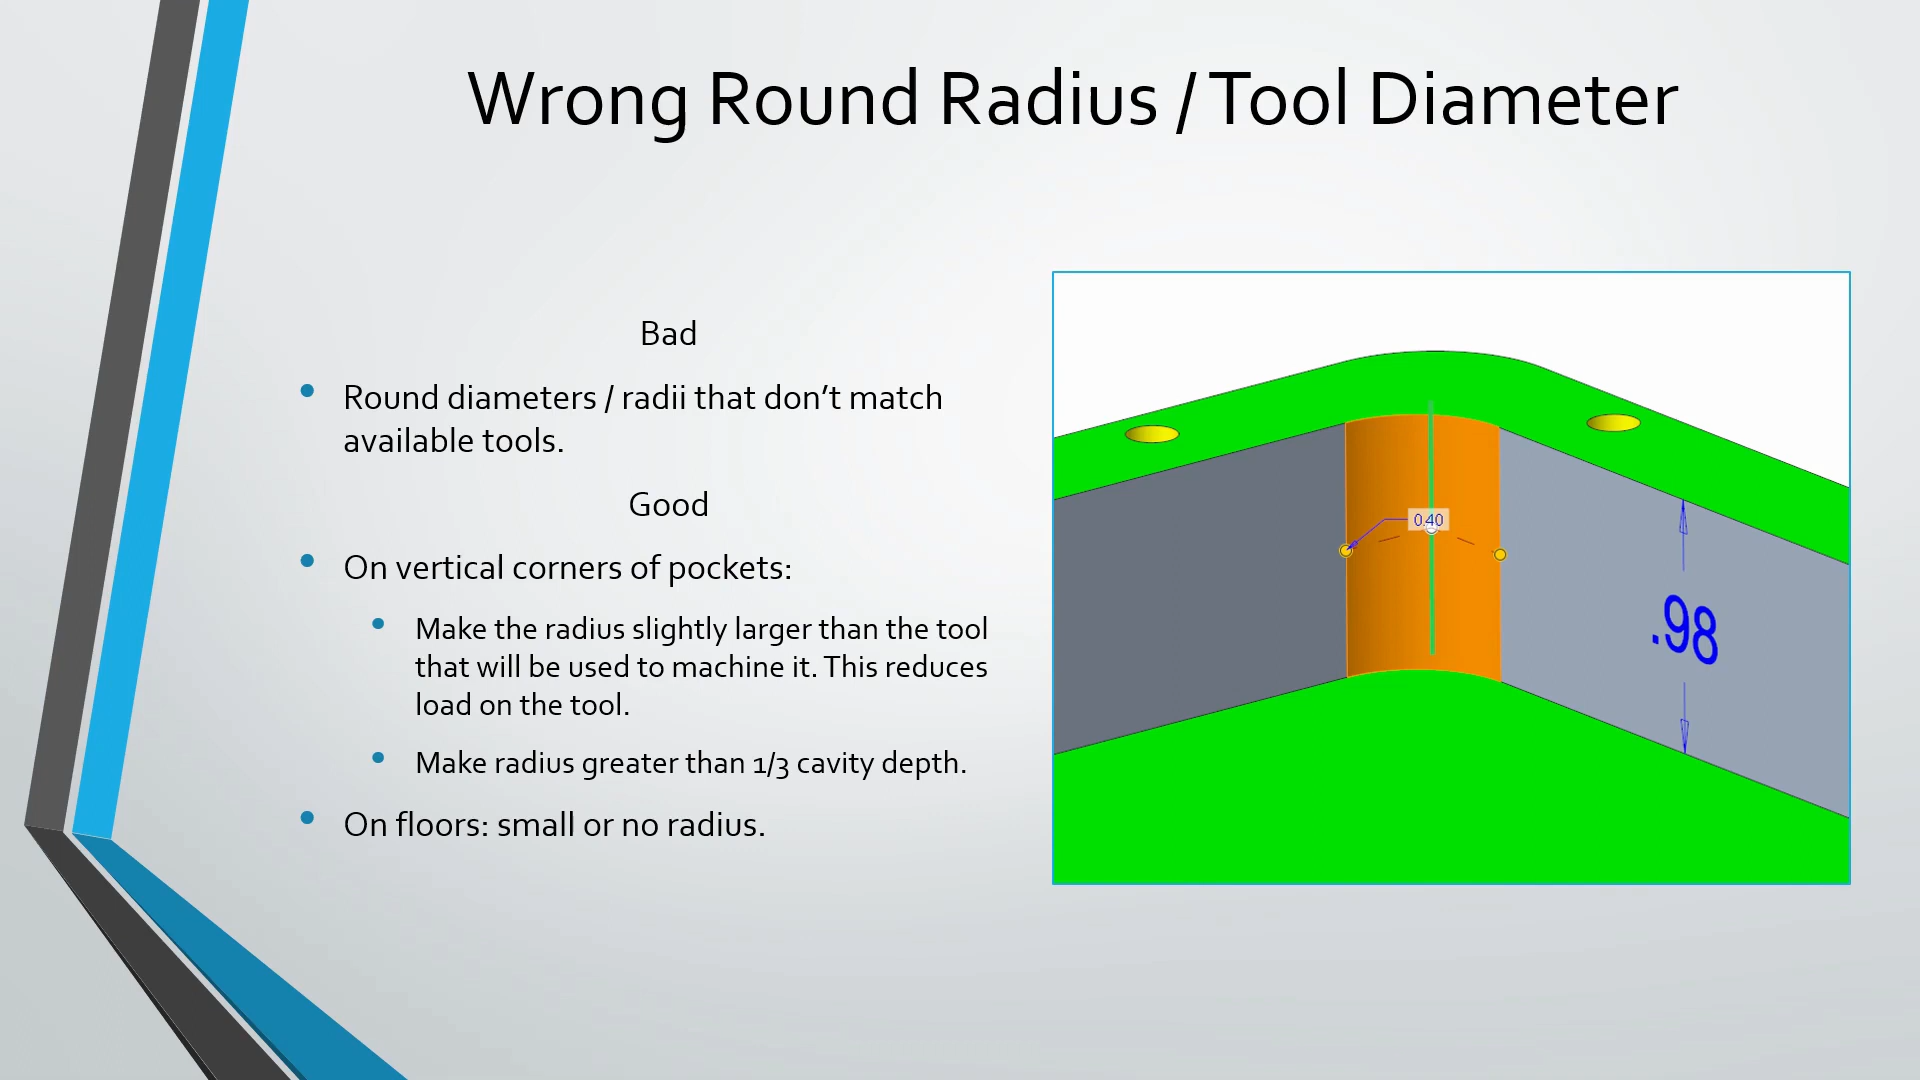 Wrong Round Radius / Tool Diameter
Bad
Round diameters / radii that don’t match
available tools.
Good
On vertical corners of pockets:
Make the radius slightly larger than the tool
that will be used to machine it. This reduces
load on the tool.
Make radius greater than 1/3 cavity depth.
On floors: small or no radius.
0.40
.98